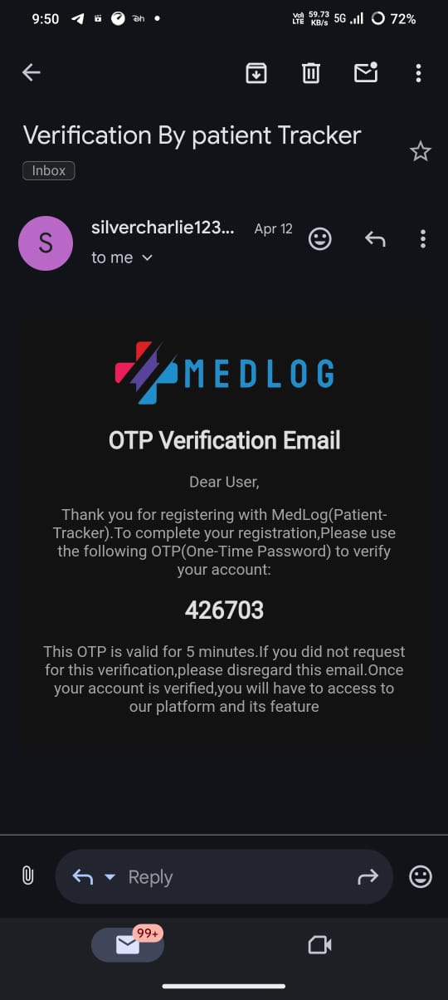 9:50
Vo) LTE 59.73 KB/s 5G 72%
Verification By patient Tracker
Inbox
S
silvercharlie123... Apr 12
to me
MEDLOG
OTP Verification Email
Dear User,
Thank you for registering with MedLog(Patient-
Tracker).To complete your registration,Please use
the following OTP(One-Time Password) to verify
your account:
426703
This OTP is valid for 5 minutes.If you did not request
for this verification,please disregard this email.Once
your account is verified,you will have to access to
our platform and its feature
Reply
99+